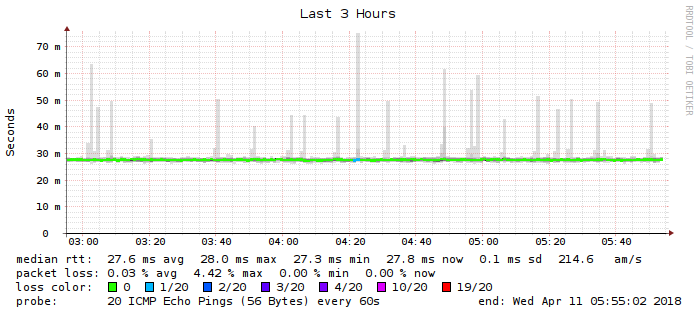 Last 3 Hours
RRDTOOL / TOBI OETIKER
Seconds
70 m
60 m
50 m
40 m
30 m
20 m
10 m
0
03:00 03:20 03:40 04:00 04:20 04:40 05:00 05:20 05:40
median rtt: 27.6 ms avg 28.0 ms max 27.3 ms min 27.8 ms now 0.1 ms sd 214.6 am/s
packet loss: 0.03 % avg 4.42 % max 0.00 % min 0.00 % now
loss color: 0 1/20 2/20 3/20 4/20 10/20 19/20
probe: 20 ICMP Echo Pings (56 Bytes) every 60s end: Wed Apr 11 05:55:02 2018